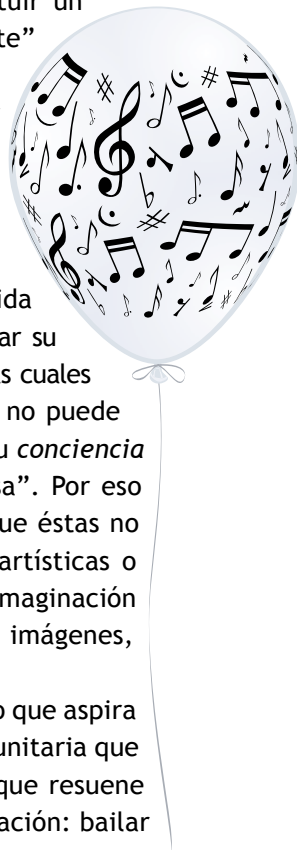 un
te”
ida
ar su
s cuales
no puede
u conciencia
sa”. Por eso
ue éstas no
artísticas o
maginación
imágenes,
o que aspira
unitaria que
que resuene
ación: bailar